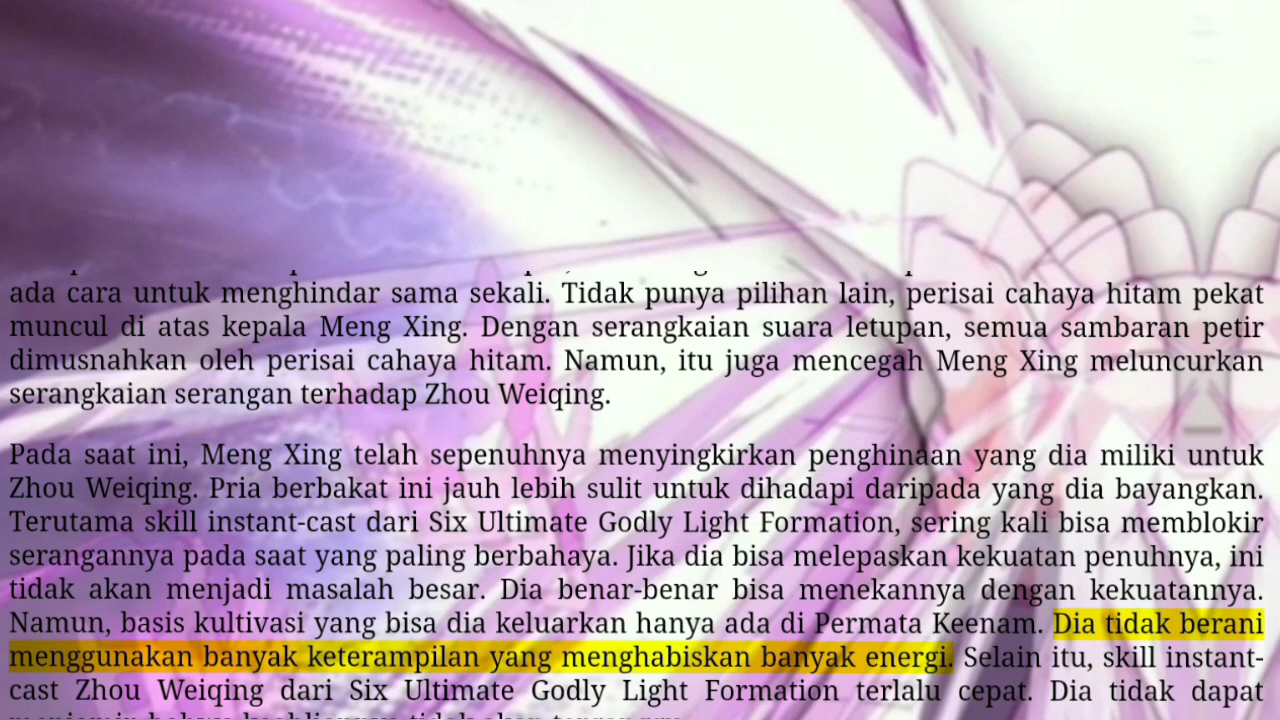 ada cara untuk menghindar sama sekali. Tidak punya pilihan lain, perisai cahaya hitam pekat
muncul di atas kepala Meng Xing. Dengan serangkaian suara letupan, semua sambaran petir
dimusnahkan oleh perisai cahaya hitam. Namun, itu juga mencegah Meng Xing meluncurkan
serangkaian serangan terhadap Zhou Weiqing.
Pada saat ini, Meng Xing telah sepenuhnya menyingkirkan penghinaan yang dia miliki untuk
Zhou Weiqing. Pria berbakat ini jauh lebih sulit untuk dihadapi daripada yang dia bayangkan.
Terutama skill instant-cast dari Six Ultimate Godly Light Formation, sering kali bisa memblokir
serangannya pada saat yang paling berbahaya. Jika dia bisa melepaskan kekuatan penuhnya, ini
tidak akan menjadi masalah besar. Dia benar-benar bisa menekannya dengan kekuatannya.
Namun, basis kultivasi yang bisa dia keluarkan hanya ada di Permata Keenam. Dia tidak berani
menggunakan banyak keterampilan yang menghabiskan banyak energi. Selain itu, skill instant-
cast Zhou Weiqing dari Six Ultimate Godly Light Formation terlalu cepat. Dia tidak dapat